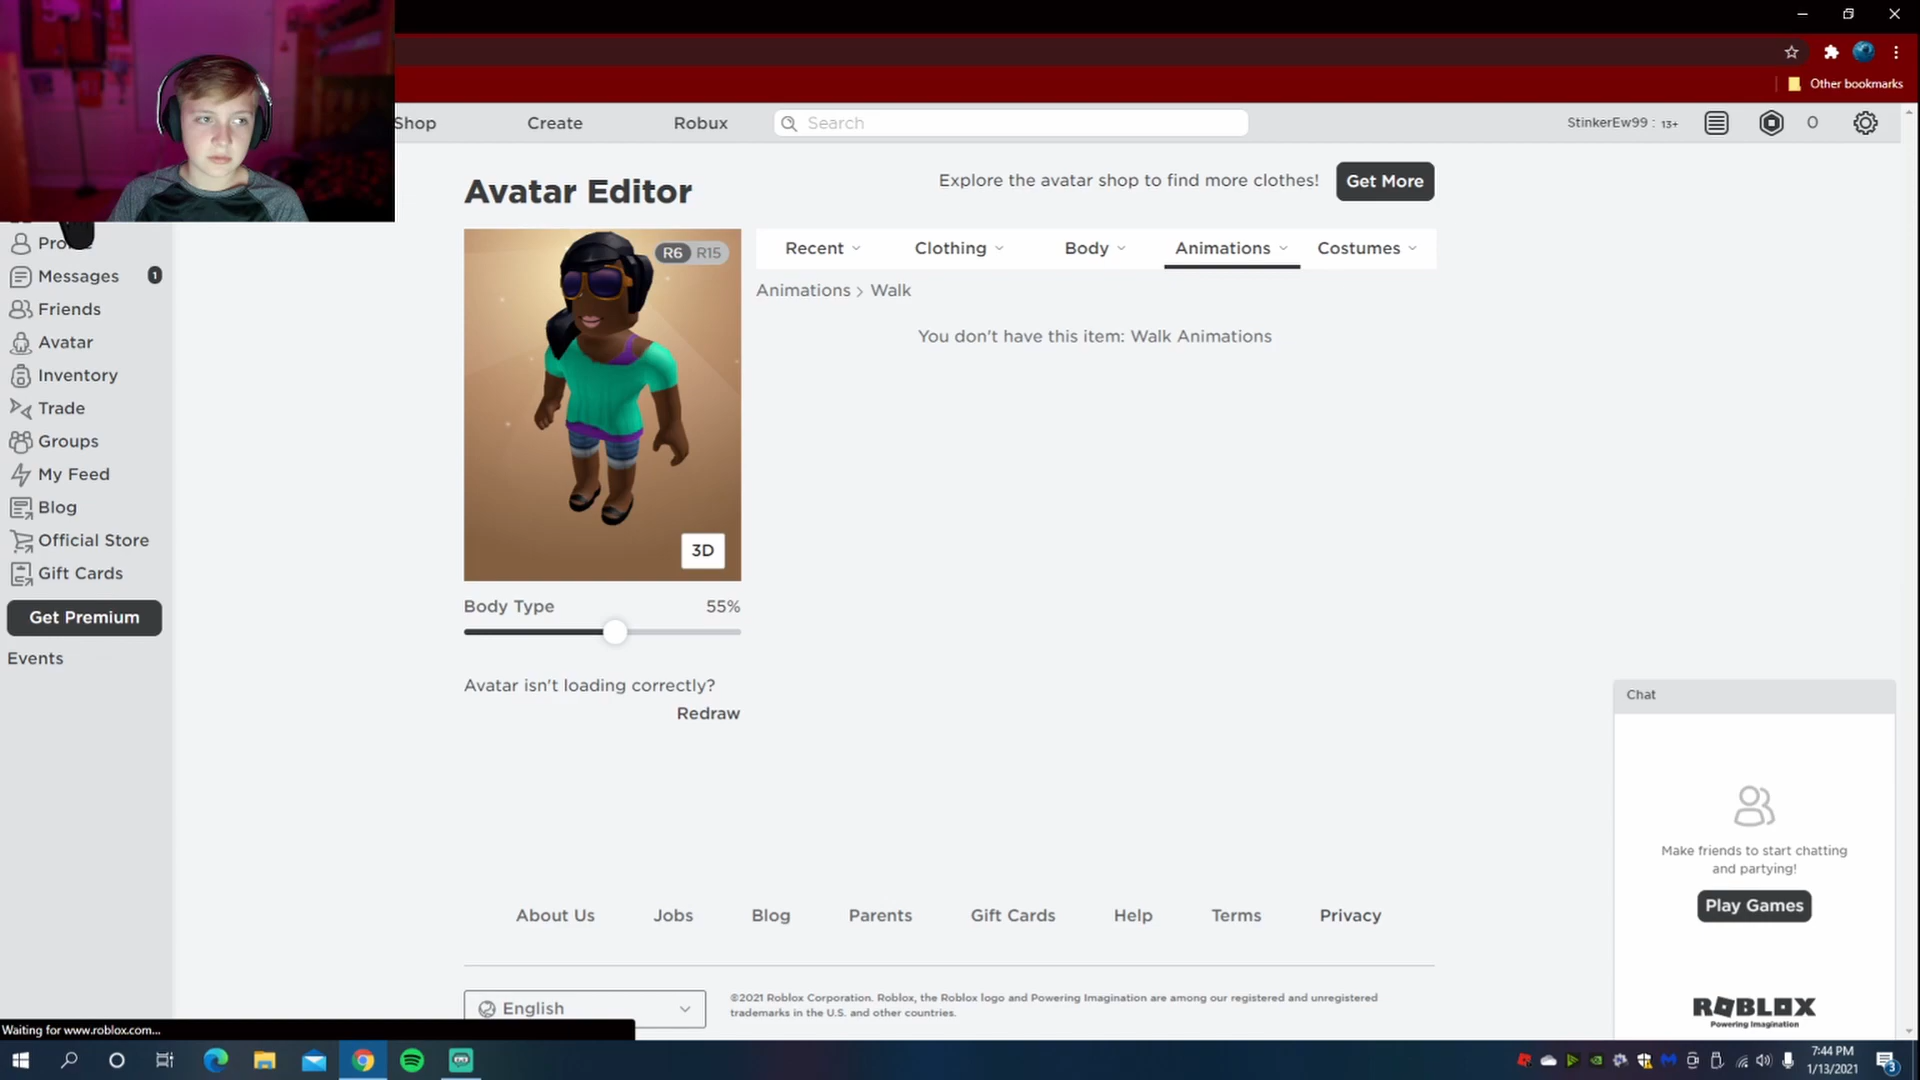 Other bookmarks
Shop
Create
Robux
Search
StinkerEw99 : 13+
0
Avatar Editor
Explore the avatar shop to find more clothes!
Get More
R6 R15
Recent
Clothing
Body
Animations
Costumes
Animations > Walk
You don't have this item: Walk Animations
Messages
1
Friends
Avatar
Inventory
Trade
Groups
My Feed
Blog
Official Store
Gift Cards
Get Premium
Events
3D
Body Type 55%
Avatar isn't loading correctly?
Redraw
Chat
Make friends to start chatting
and partying!
Play Games
ROBLOX
Powering Imagination
About Us
Jobs
Blog
Parents
Gift Cards
Help
Terms
Privacy
English
©2021 Roblox Corporation. Roblox, the Roblox logo and Powering Imagination are among our registered and unregistered
trademarks in the U.S. and other countries.
Waiting for www.roblox.com...
7:44 PM
1/13/2021
3